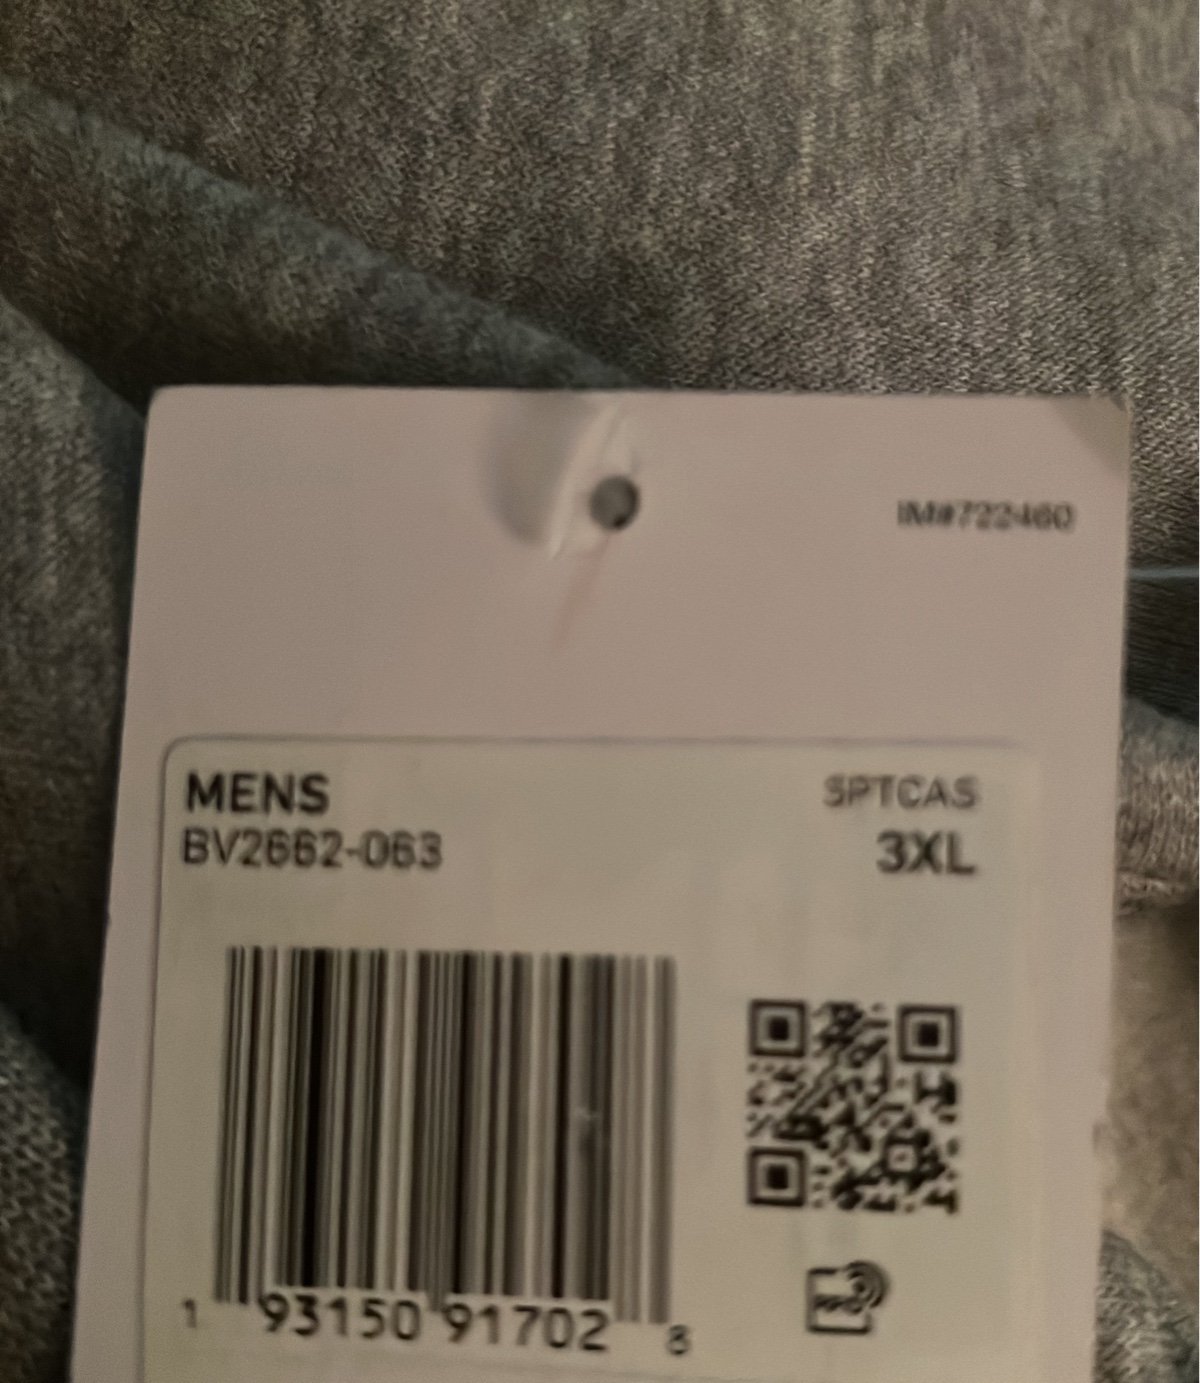 IM#722460
MENS
SPTCAS
BV2662-063
3XL
1 93150 91702 8